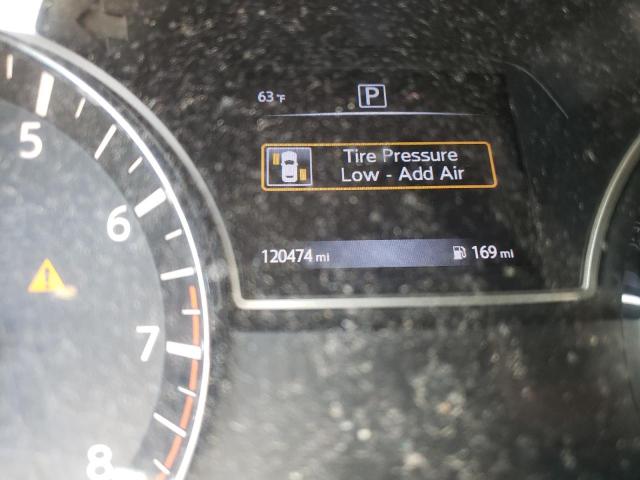 63°F P
5
Tire Pressure
Low - Add Air
6
120474 mi 169 mi
7
8